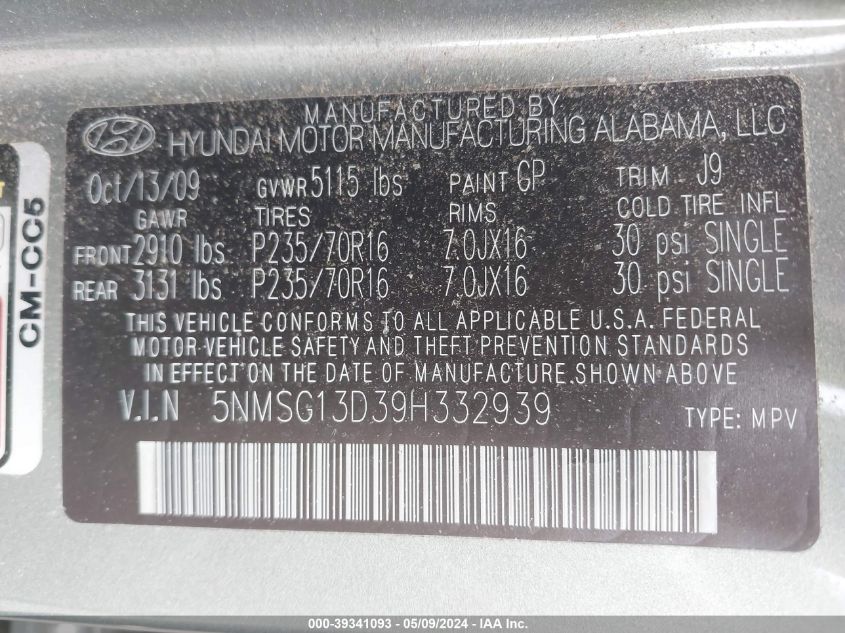 MANUFACTURED BY
HYUNDAI MOTOR MANUFACTURING ALABAMA, LLC
Oct/13/09 GVWR 5115 lbs PAINT GP TRIM J9
GAWR TIRES RIMS COLD TIRE INFL.
FRONT 2910 lbs P235/70R16 7.0JX16 30 psi SINGLE
REAR 3131 lbs P235/70R16 7.0JX16 30 psi SINGLE
THIS VEHICLE CONFORMS TO ALL APPLICABLE U.S.A. FEDERAL
MOTOR-VEHICLE SAFETY AND THEFT PREVENTION STANDARDS
IN EFFECT ON THE DATE OF MANUFACTURE SHOWN ABOVE
V.I.N 5NMSG13D39H332939 TYPE: MPV
CM-CC5
000-39341093 - 05/09/2024 - IAA Inc.